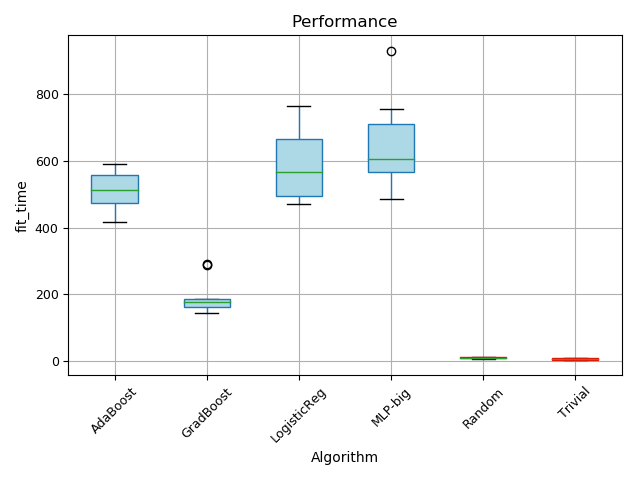 Performance
800
600
400
200
0
fit_time
AdaBoost
GradBoost
LogisticReg
MLP-big
Random
Trivial
Algorithm